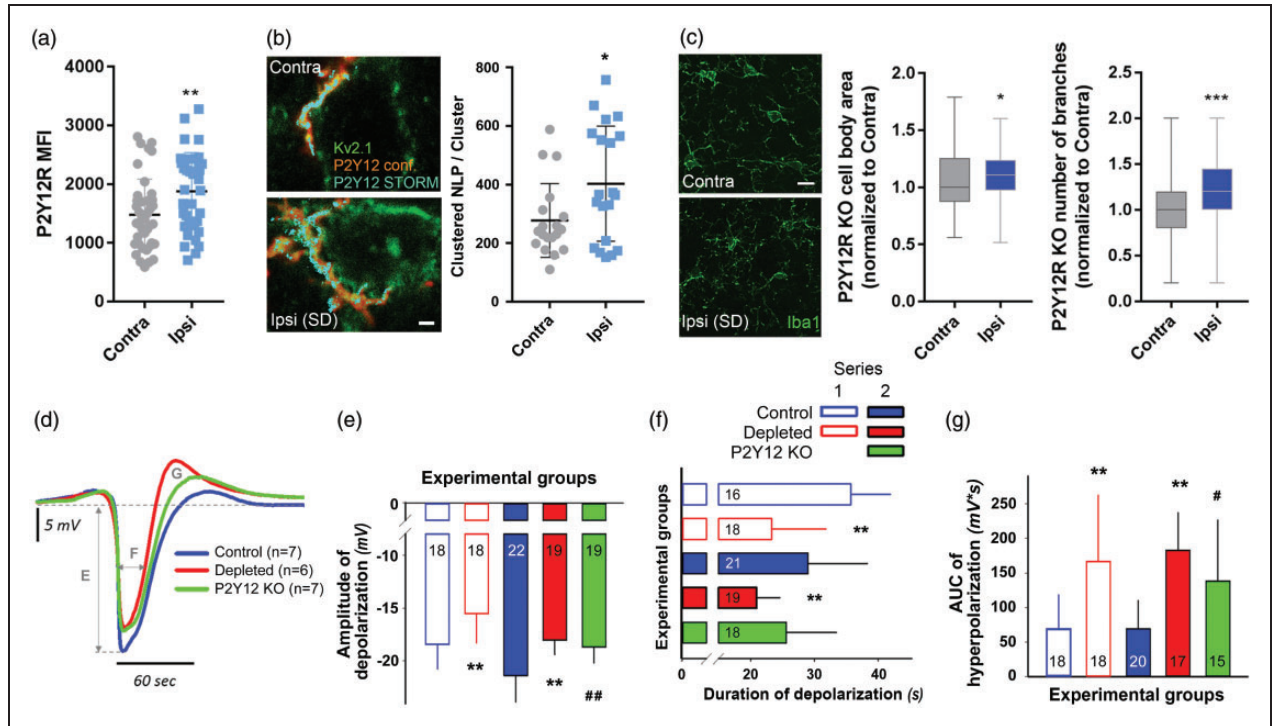 (a)
P2Y12R MFI
4000
3000
2000
1000
0
**
Contra
Ipsi
(b)
Contra
Kv2.1
P2Y12 conf.
P2Y12 STORM
Ipsi (SD)
Clustered NLP / Cluster
800
600
400
200
0
*
Contra
Ipsi
(c)
Contra
Ipsi (SD)
Iba1
P2Y12R KO cell body area
(normalized to Contra)
2.0
1.5
1.0
0.5
0.0
*
Contra
Ipsi
P2Y12R KO number of branches
(normalized to Contra)
2.5
2.0
1.5
1.0
0.5
0.0
***
Contra
Ipsi
Series
1 2
Control
Depleted
P2Y12 KO
(d)
5 mV
E
F
G
Control (n=7)
Depleted (n=6)
P2Y12 KO (n=7)
60 sec
(e)
Experimental groups
Amplitude of
depolarization (mV)
0
-10
-15
-20
18 18 22 19 19
** ** ##
(f)
Experimental groups
16
18 **
21
19 **
18
0 20 30 40
Duration of depolarization (s)
(g)
AUC of
hyperpolarization (mV*s)
250
200
150
100
50
0
** ** #
18 18 20 17 15
Experimental groups